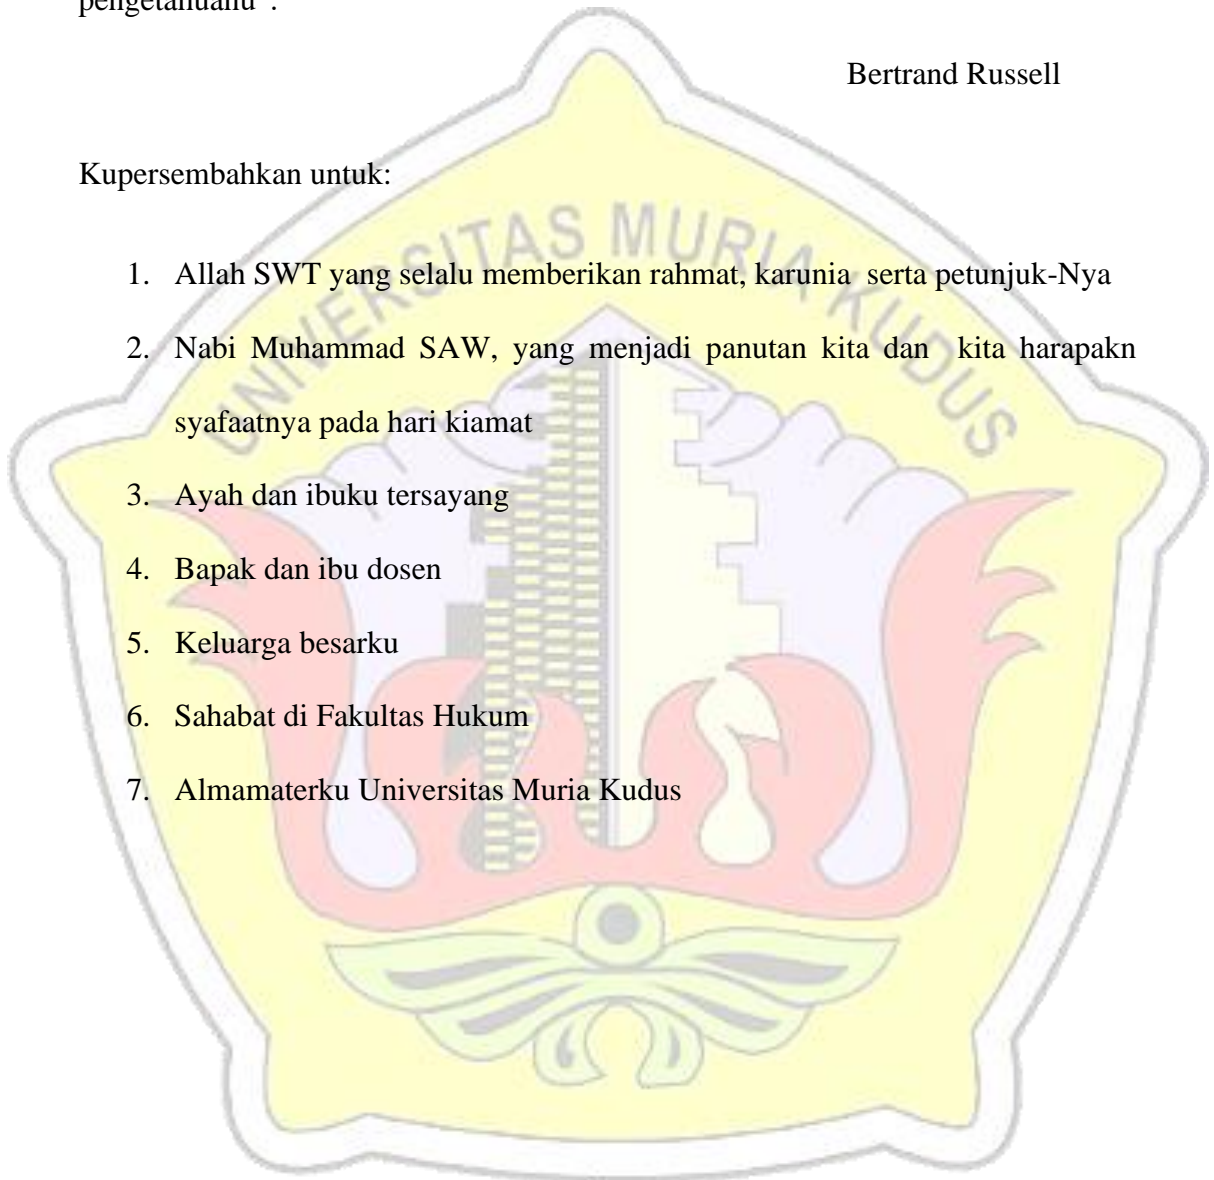 pengetahuanu”.
Bertrand Russell
Kupersembahkan untuk:
UNIVERSITAS MURIA KUDUS
1. Allah SWT yang selalu memberikan rahmat, karunia serta petunjuk-Nya
2. Nabi Muhammad SAW, yang menjadi panutan kita dan kita harapakn
syafaatnya pada hari kiamat
3. Ayah dan ibuku tersayang
4. Bapak dan ibu dosen
5. Keluarga besarku
6. Sahabat di Fakultas Hukum
7. Almamaterku Universitas Muria Kudus